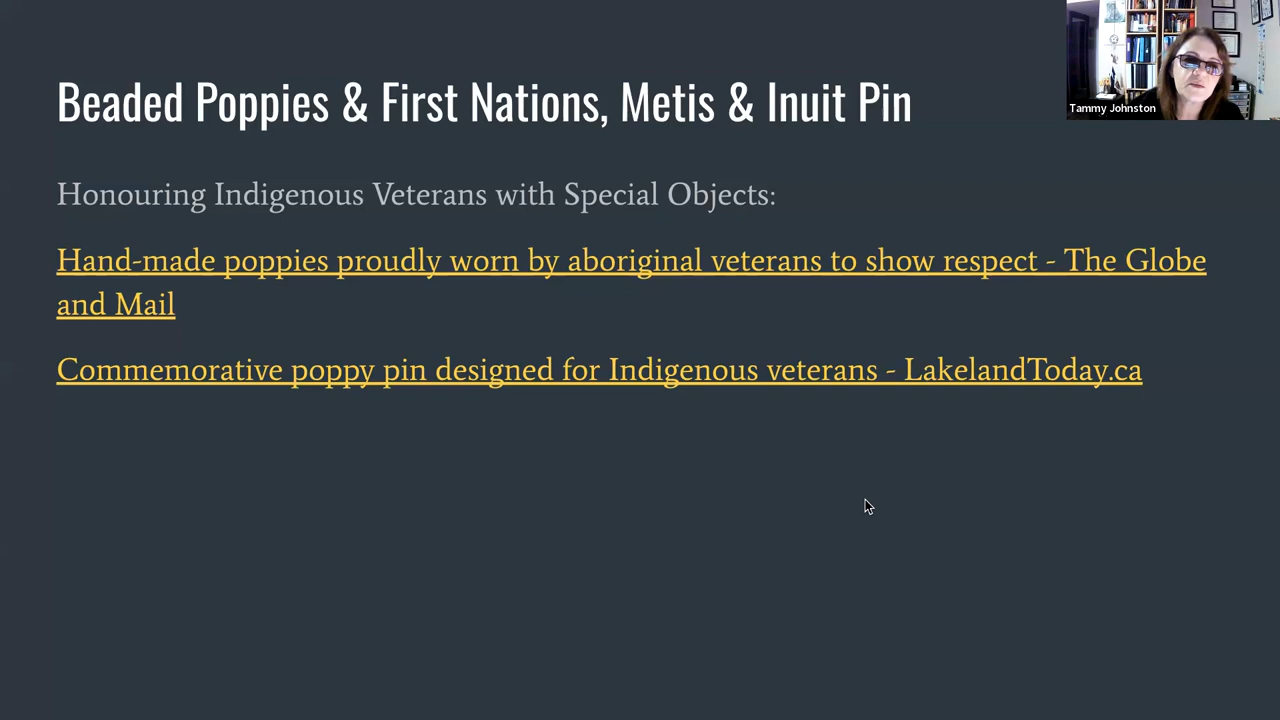 Beaded Poppies & First Nations, Metis & Inuit Pin
Tammy Johnston
Honouring Indigenous Veterans with Special Objects:
Hand-made poppies proudly worn by aboriginal veterans to show respect - The Globe
and Mail
Commemorative poppy pin designed for Indigenous veterans - LakelandToday.ca